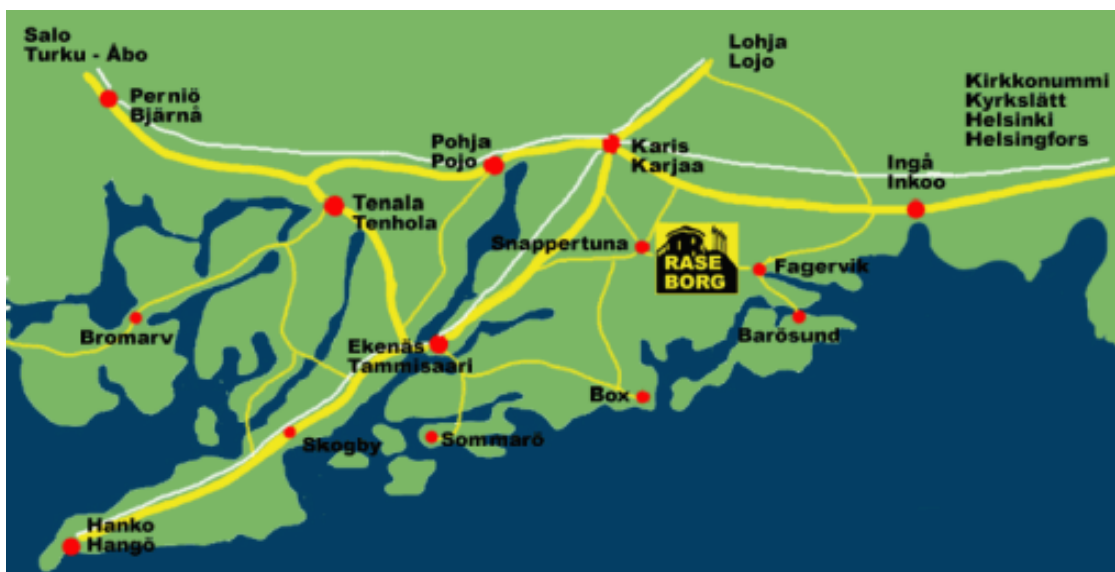 Salo
Turku - Åbo
Lohja
Lojo
Kirkkonummi
Kyrkslätt
Helsinki
Helsingfors
Perniö
Bjärnå
Pohja
Pojo
Karis
Karjaa
Ingå
Inkoo
Tenala
Tenhola
Snappertuna
RASE
BORG
Fagervik
Bromarv
Ekenäs
Tammisaari
Barösund
Box
Skogby
Sommarö
Hanko
Hangö